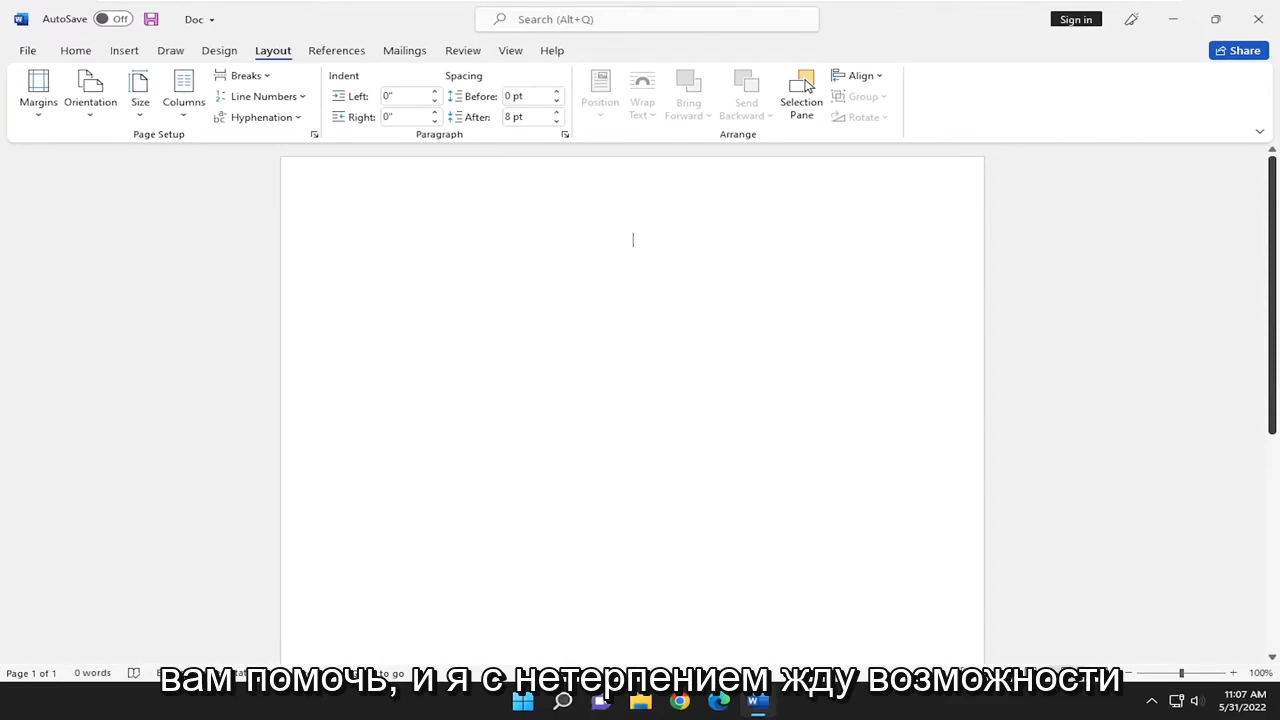 AutoSave Off Doc Search (Alt+Q) Sign in
File Home Insert Draw Design Layout References Mailings Review View Help Share
Margins Orientation Size Columns
Breaks
Line Numbers
Hyphenation
Page Setup
Indent Spacing
Left: 0" Before: 0 pt
Right: 0" After: 8 pt
Paragraph
Position Wrap Text Bring Forward Send Backward Selection Pane
Align
Group
Rotate
Arrange
Page 1 of 1 0 words to go 100%
вам помочь, и я с нетерпением жду возможности
11:07 AM
5/31/2022